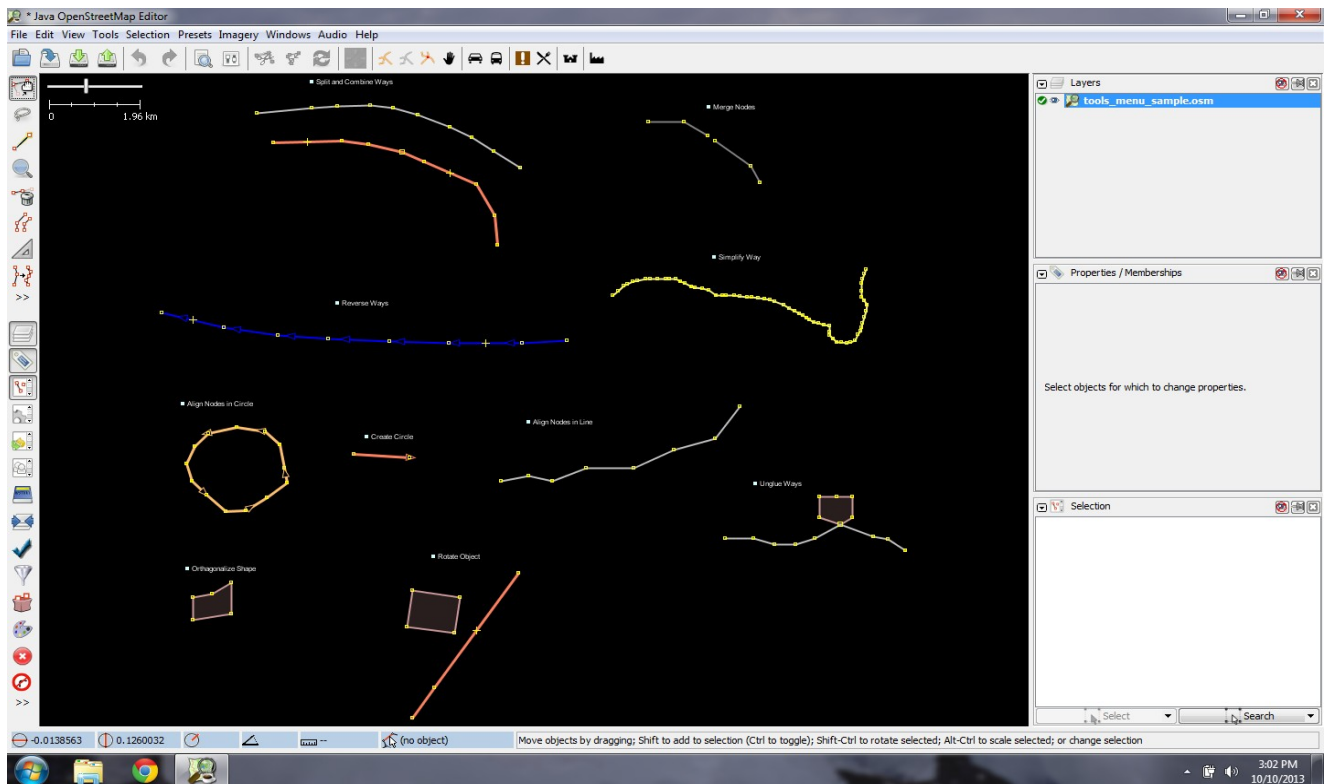 * Java OpenStreetMap Editor
File Edit View Tools Selection Presets Imagery Windows Audio Help
0 1.96 km
Split and Combine Ways
Merge Nodes
Simplify Way
Reverse Ways
Align Nodes in Circle
Create Circle
Align Nodes in Line
Unglue Ways
Orthagonalize Shape
Rotate Object
>>
>>
Layers
tools_menu_sample.osm
Properties / Memberships
Select objects for which to change properties.
Selection
Select Search
-0.0138563 0.1260032 -- (no object) Move objects by dragging; Shift to add to selection (Ctrl to toggle); Shift-Ctrl to rotate selected; Alt-Ctrl to scale selected; or change selection
3:02 PM
10/10/2013